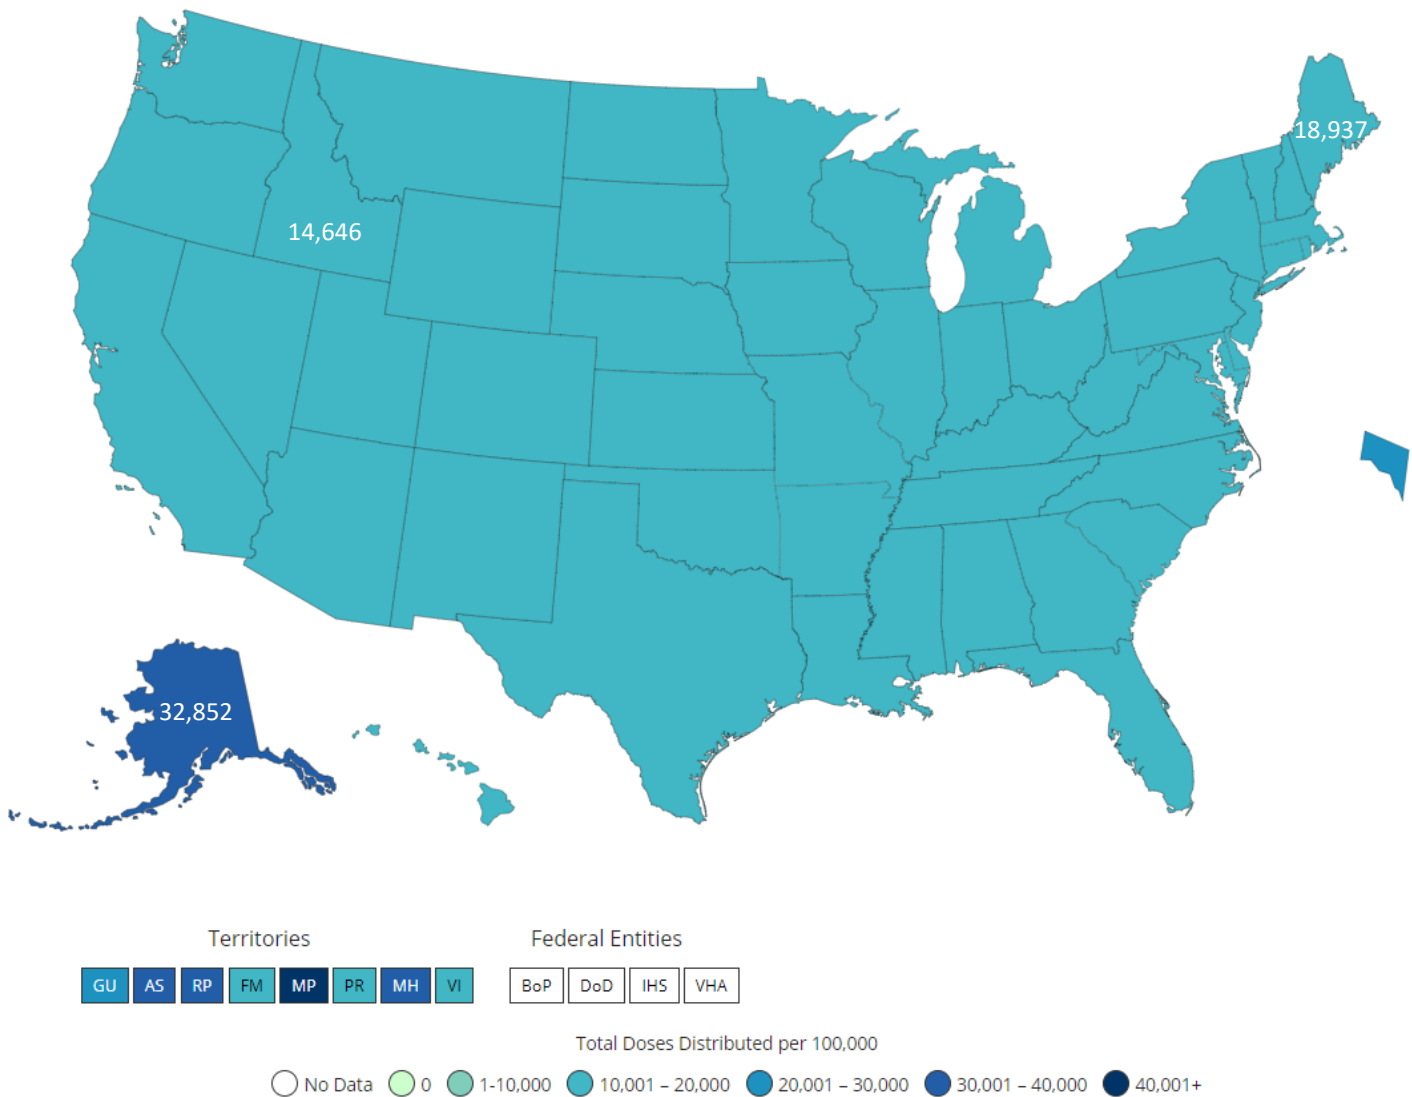 18,937
14,646
32,852
Territories
Federal Entities
GU AS RP FM MP PR MH VI
BoP DoD IHS VHA
Total Doses Distributed per 100,000
No Data 0 1-10,000 10,001 – 20,000 20,001 – 30,000 30,001 – 40,000 40,001+